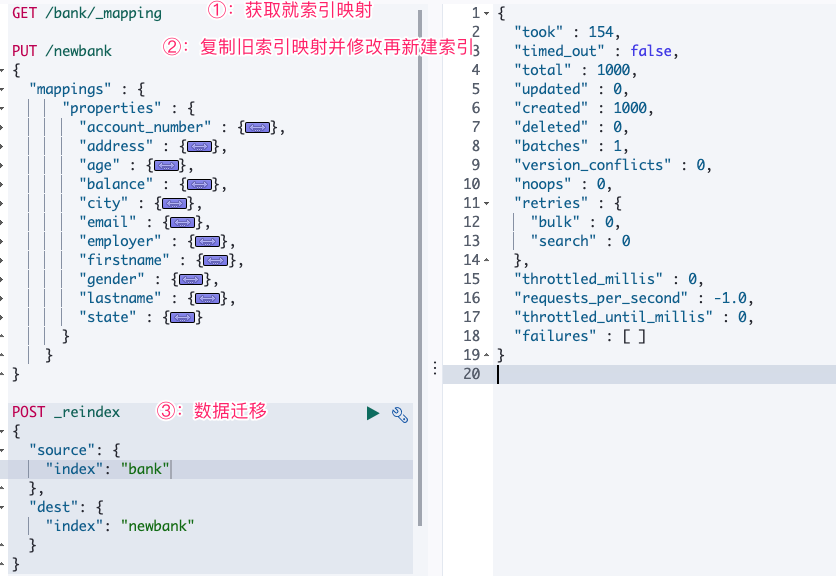 GET /bank/_mapping ①：获取就索引映射
PUT /newbank ②：复制旧索引映射并修改再新建索引
{
"mappings" : {
"properties" : {
"account_number" : {},
"address" : {},
"age" : {},
"balance" : {},
"city" : {},
"email" : {},
"employer" : {},
"firstname" : {},
"gender" : {},
"lastname" : {},
"state" : {}
}
}
}
POST _reindex ③：数据迁移
{
"source": {
"index": "bank"
},
"dest": {
"index": "newbank"
}
}
1 {
2 "took" : 154,
3 "timed_out" : false,
4 "total" : 1000,
5 "updated" : 0,
6 "created" : 1000,
7 "deleted" : 0,
8 "batches" : 1,
9 "version_conflicts" : 0,
10 "noops" : 0,
11 "retries" : {
12 "bulk" : 0,
13 "search" : 0
14 },
15 "throttled_millis" : 0,
16 "requests_per_second" : -1.0,
17 "throttled_until_millis" : 0,
18 "failures" : [ ]
19 }
20